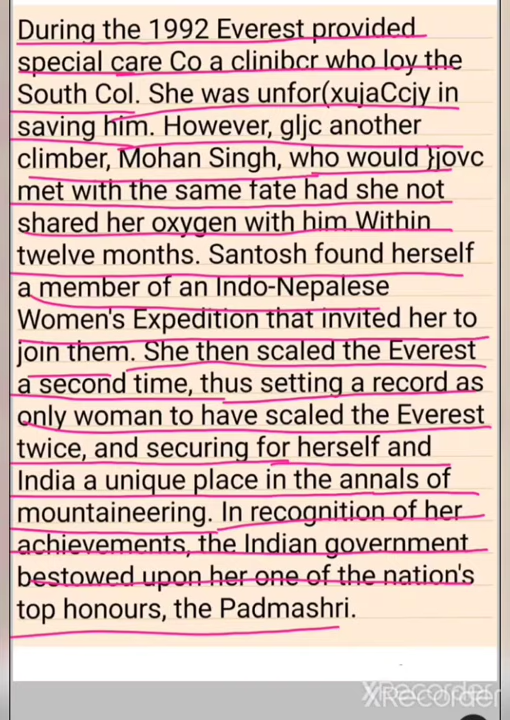 During the 1992 Everest provided
special care Co a clinibcr who loy the
South Col. She was unfor(xujaCcjy in
saving him. However, gljc another
climber, Mohan Singh, who would }jovc
met with the same fate had she not
shared her oxygen with him.Within
twelve months. Santosh found herself
a member of an Indo-Nepalese
Women's Expedition that invited her to
join them. She then scaled the Everest
a second time, thus setting a record as
only woman to have scaled the Everest
twice, and securing for herself and
India a unique place in the annals of
mountaineering. In recognition of her
achievements, the Indian government
bestowed upon her one of the nation's
top honours, the Padmashri.
XRecorder